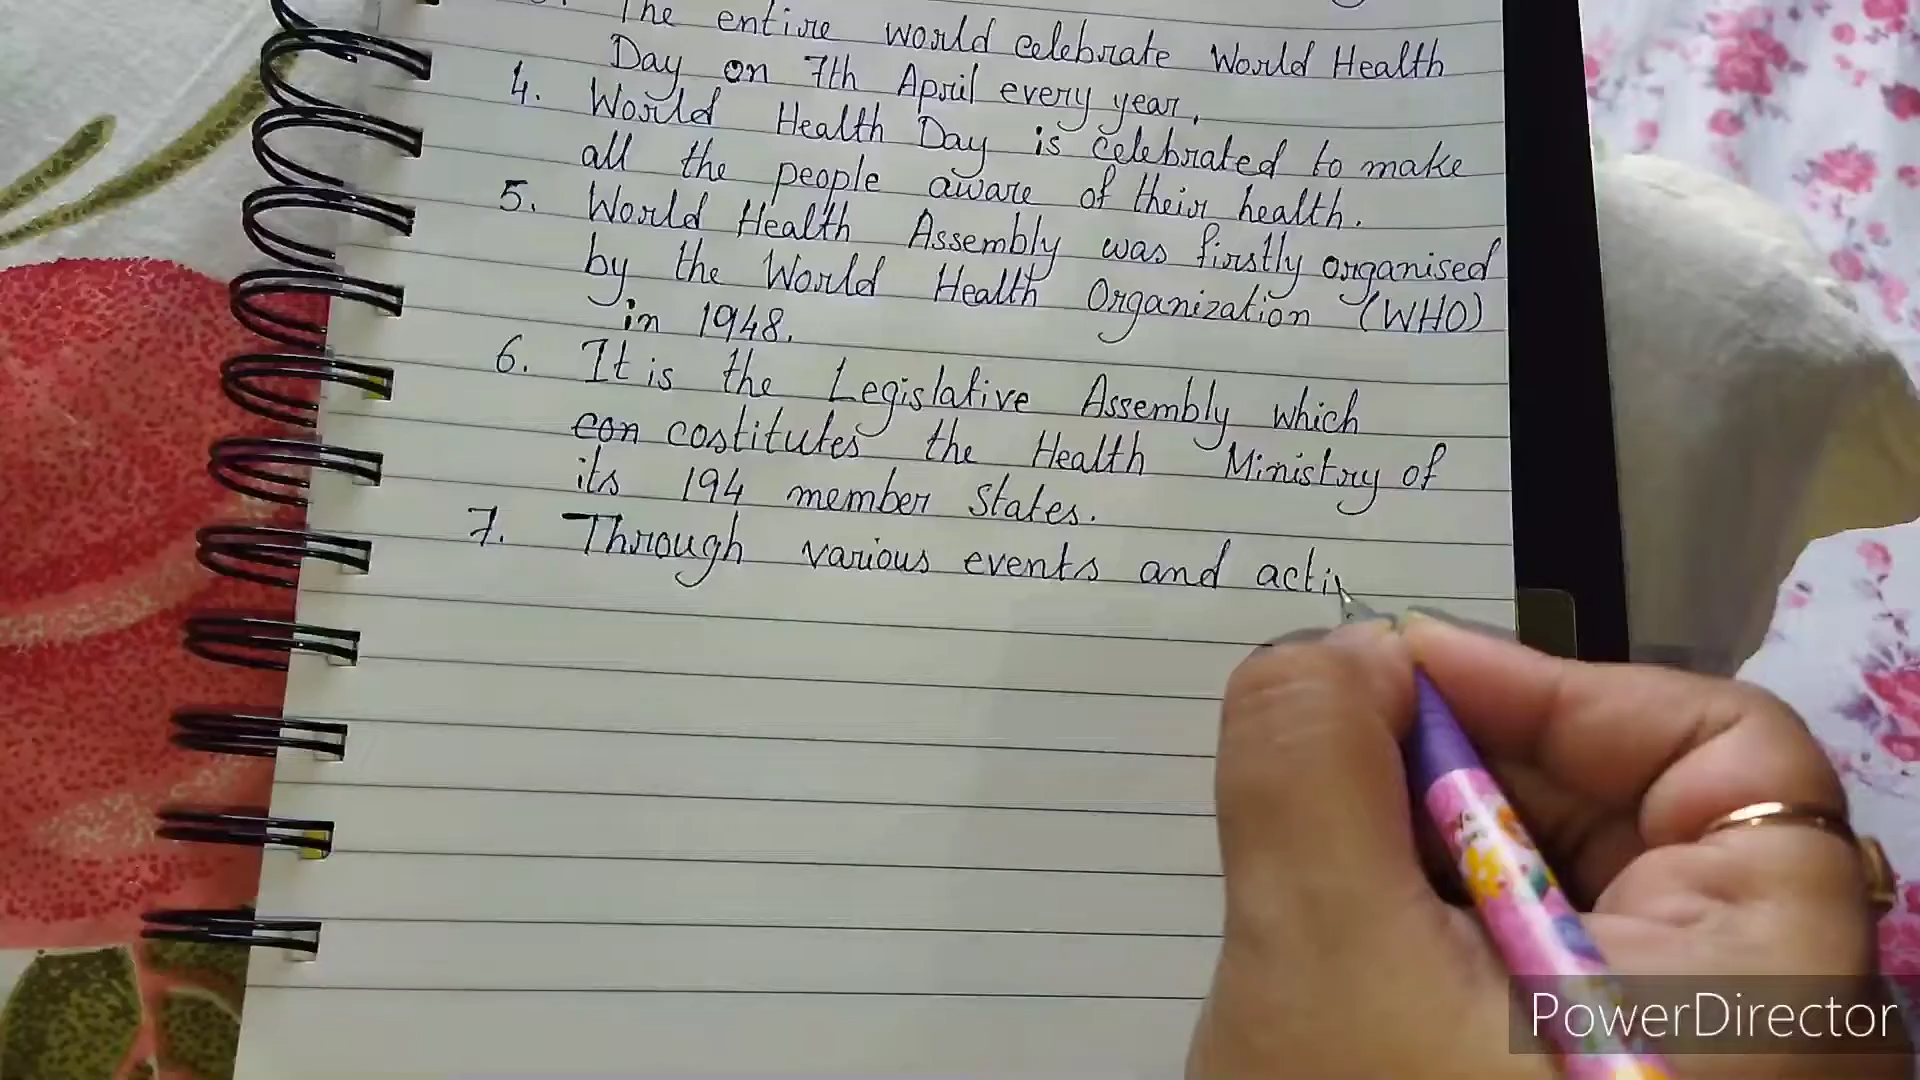 The entire world celebrate World Health
Day on 7th April every year.
4. World Health Day is celebrated to make
all the people aware of their health.
5. World Health Assembly was firstly organised
by the World Health Organization (WHO)
in 1948.
6. It is the Legislative Assembly which
con costitutes the Health Ministry of
its 194 member States.
7. Through various events and activ
PowerDirector